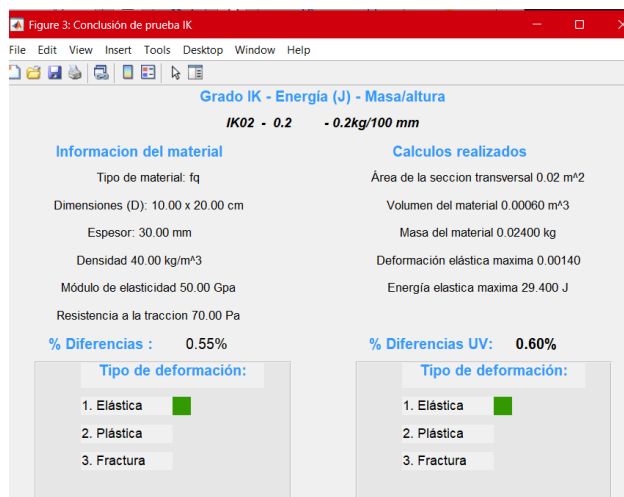 Figure 3: Conclusión de prueba IK
File Edit View Insert Tools Desktop Window Help
Grado IK - Energía (J) - Masa/altura
IK02 - 0.2 - 0.2kg/100 mm
Informacion del material
Tipo de material: fq
Dimensiones (D): 10.00 x 20.00 cm
Espesor: 30.00 mm
Densidad 40.00 kg/m^3
Módulo de elasticidad 50.00 Gpa
Resistencia a la traccion 70.00 Pa
% Diferencias : 0.55%
Tipo de deformación:
1. Elástica
2. Plástica
3. Fractura
Calculos realizados
Área de la seccion transversal 0.02 m^2
Volumen del material 0.00060 m^3
Masa del material 0.02400 kg
Deformación elástica maxima 0.00140
Energía elastica maxima 29.400 J
% Diferencias UV: 0.60%
Tipo de deformación:
1. Elástica
2. Plástica
3. Fractura